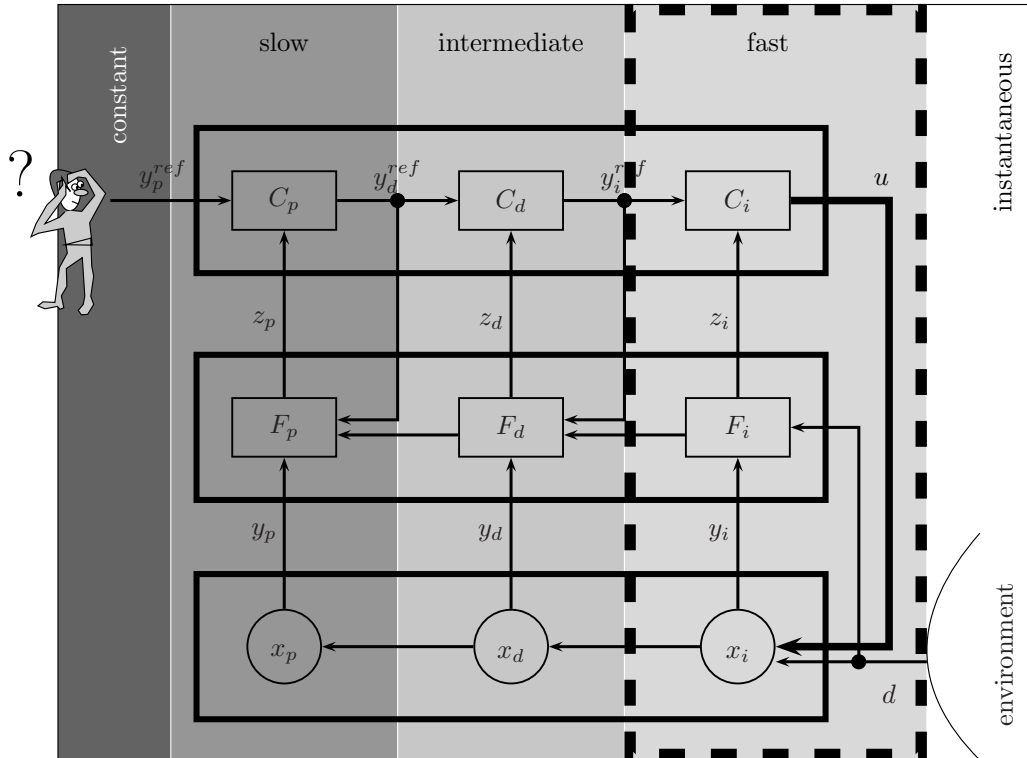 slow intermediate fast
constant
instantaneous
?
y_p^{ref} y_d^{ref} y_i^{ref} u
C_p C_d C_i
z_p z_d z_i
F_p F_d F_i
y_p y_d y_i
x_p x_d x_i
d
environment